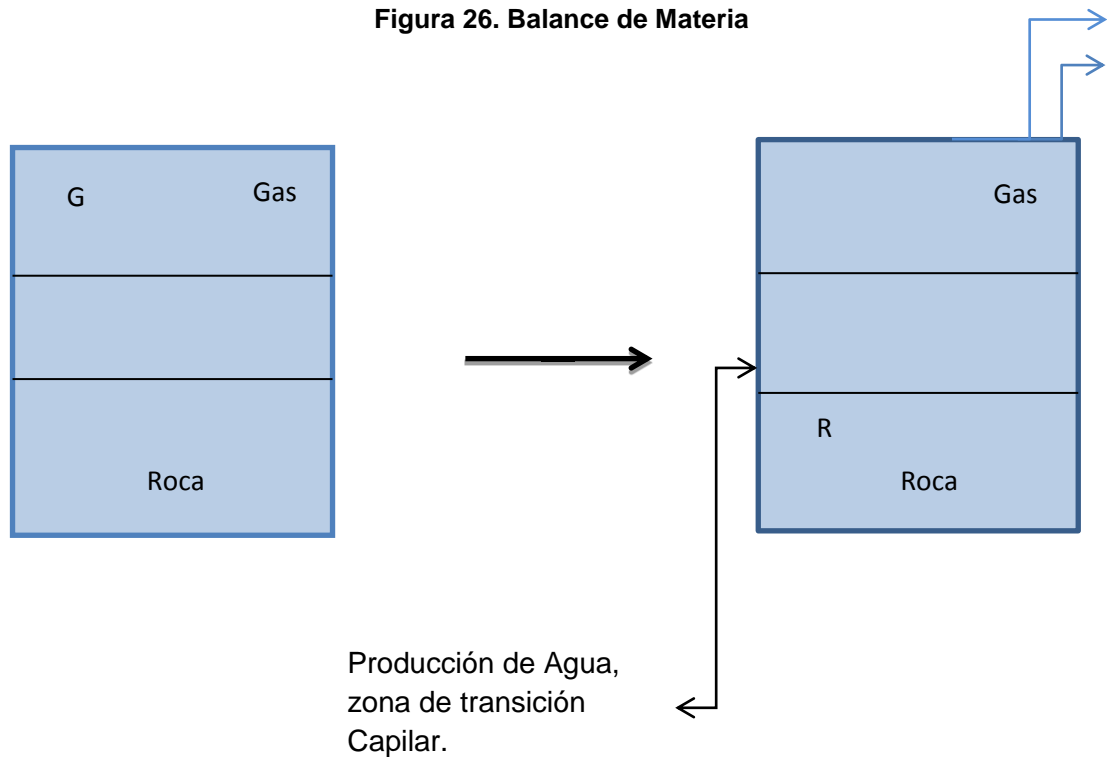 Figura 26. Balance de Materia
G
Gas
Roca
Gas
R
Roca
Producción de Agua,
zona de transición
Capilar.